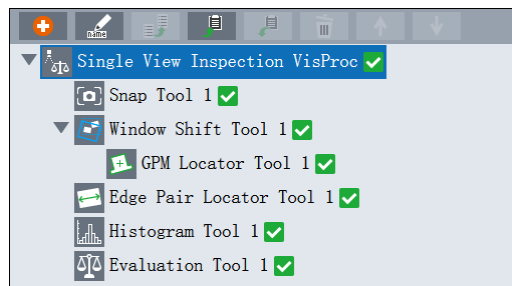 name
Single View Inspection VisProc
Snap Tool 1
Window Shift Tool 1
GPM Locator Tool 1
Edge Pair Locator Tool 1
Histogram Tool 1
Evaluation Tool 1